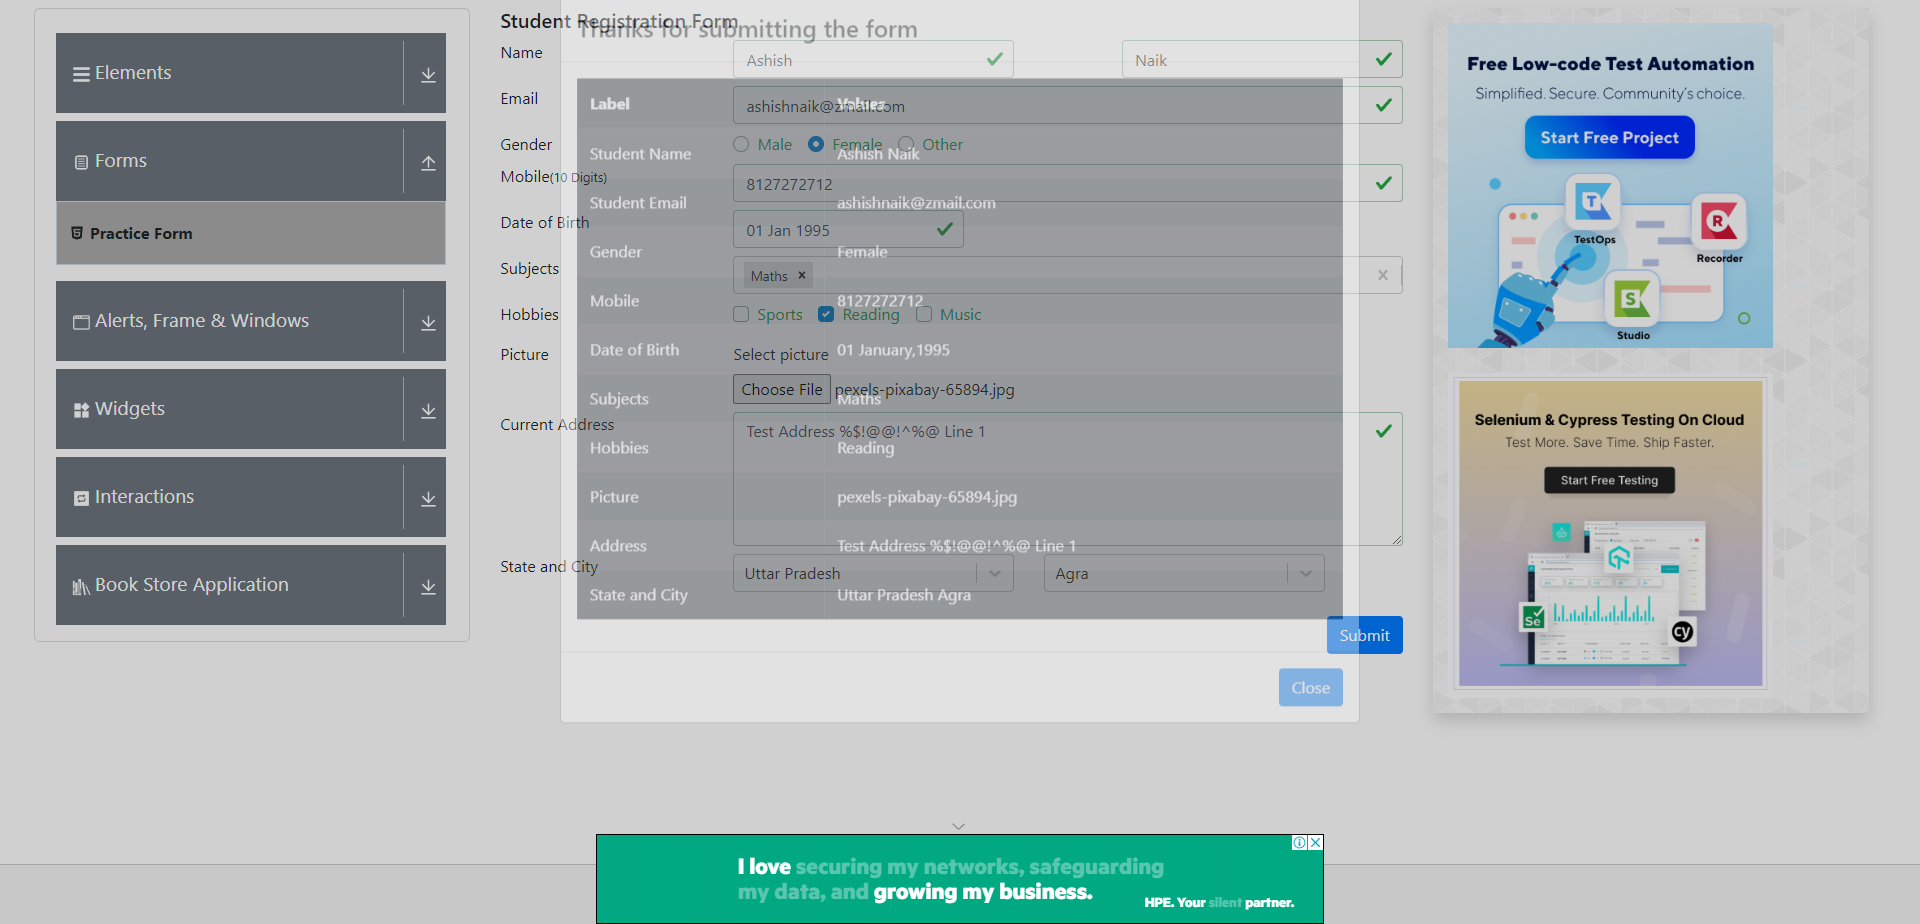 Elements
Forms
Practice Form
Alerts, Frame & Windows
Widgets
Interactions
Book Store Application
Student Registration Form
Name
Ashish
Naik
Email
ashishnaik@zmail.com
Gender
Male
Female
Other
Mobile(10 Digits)
8127272712
Date of Birth
01 Jan 1995
Subjects
Maths ×
Hobbies
Sports
Reading
Music
Picture
Select picture
Choose File pexels-pixabay-65894.jpg
Current Address
Test Address %$!@@!^%@ Line 1
State and City
Uttar Pradesh
Agra
Submit
Thanks for submitting the form
Label Values
Student Name Ashish Naik
Student Email ashishnaik@zmail.com
Gender Female
Mobile 8127272712
Date of Birth 01 January,1995
Subjects Maths
Hobbies Reading
Picture pexels-pixabay-65894.jpg
Address Test Address %$!@@!^%@ Line 1
State and City Uttar Pradesh Agra
Close
Free Low-code Test Automation
Simplified. Secure. Community's choice.
Start Free Project
T
TestOps
R
Recorder
S
Studio
Selenium & Cypress Testing On Cloud
Test More. Save Time. Ship Faster.
Start Free Testing
Se
cy
I love securing my networks, safeguarding
my data, and growing my business.
HPE. Your silent partner.